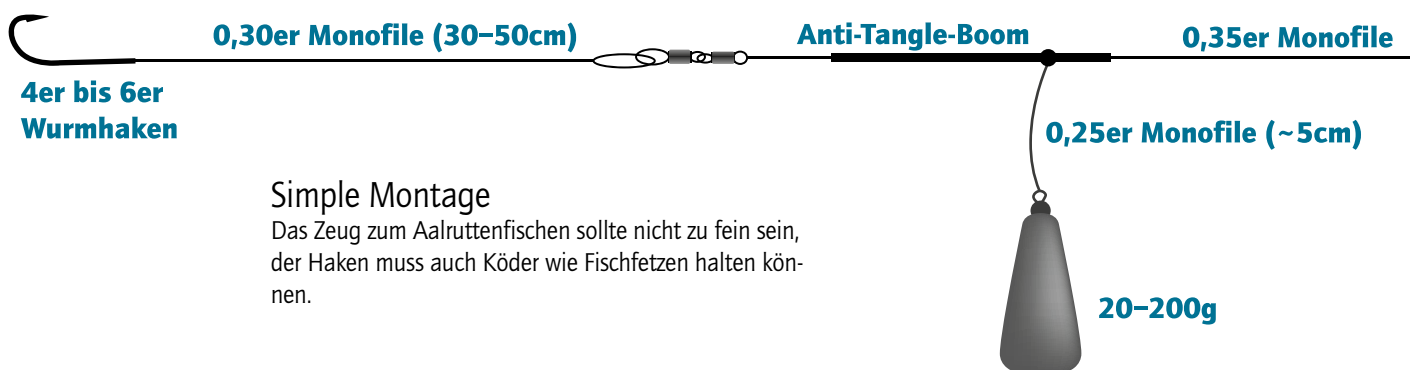 0,30er Monofile (30–50cm)
Anti-Tangle-Boom
0,35er Monofile
4er bis 6er
Wurmhaken
0,25er Monofile (~5cm)
Simple Montage
Das Zeug zum Aalruttenfischen sollte nicht zu fein sein,
der Haken muss auch Köder wie Fischfetzen halten kön-
nen.
20–200g